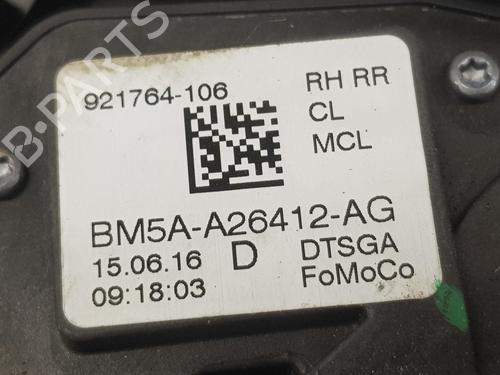 B-PARTS
921764-106
RH RR
CL
MCL
BM5A-A26412-AG
15.06.16 D DTSGA
09:18:03 FoMoCo